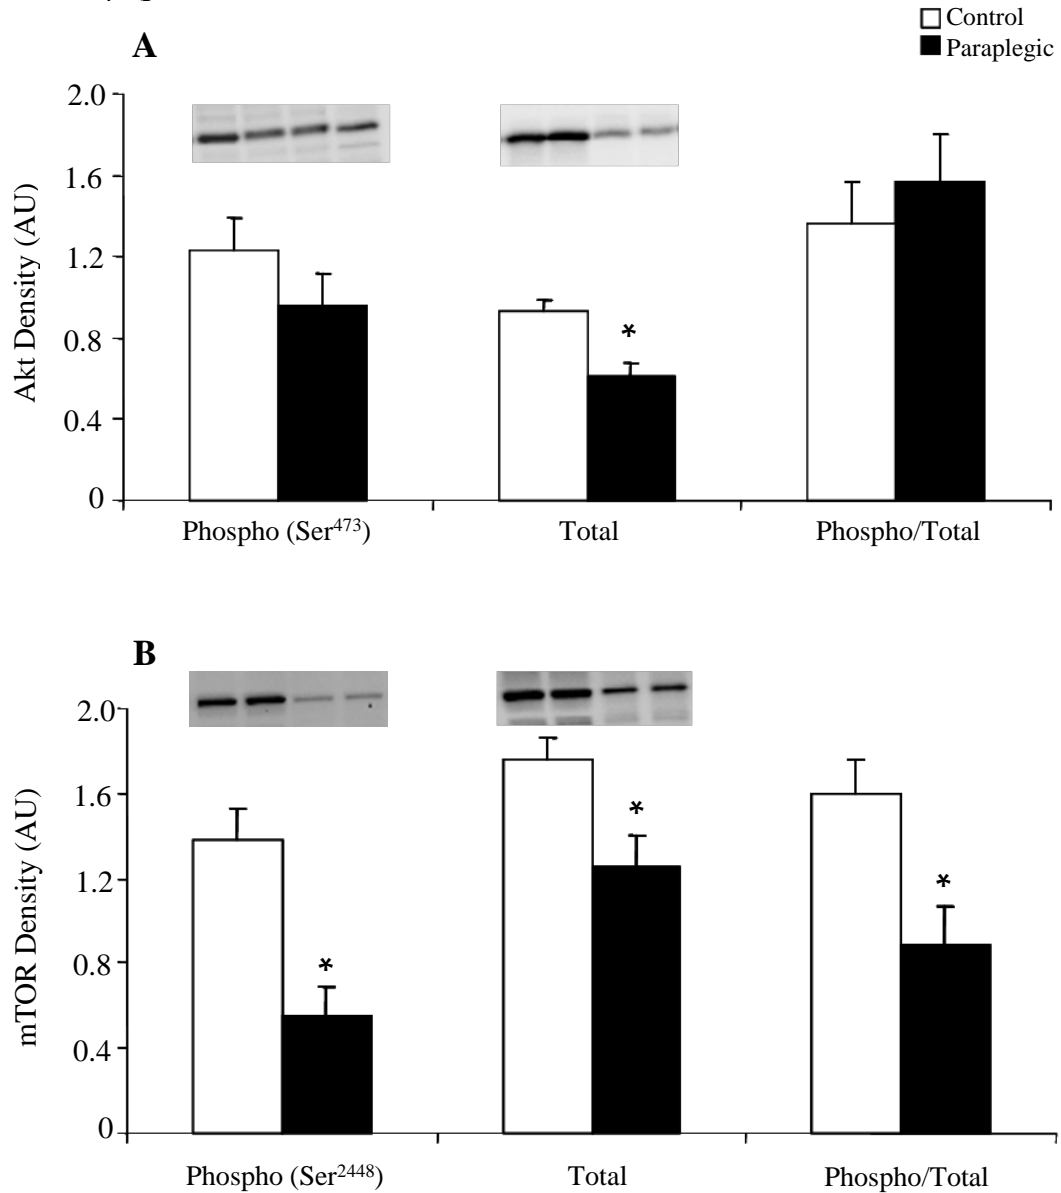 Control
Paraplegic
A
2.0
1.6
1.2
0.8
0.4
0
Akt Density (AU)
*
Phospho (Ser473) Total Phospho/Total
B
2.0
1.6
1.2
0.8
0.4
0
mTOR Density (AU)
*
*
*
Phospho (Ser2448) Total Phospho/Total